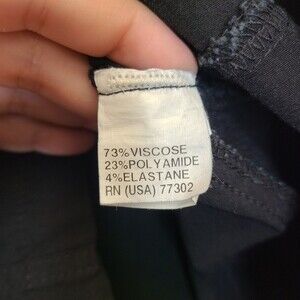 73%VISCOSE
23%POLYAMIDE
4%ELASTANE
RN (USA) 77302